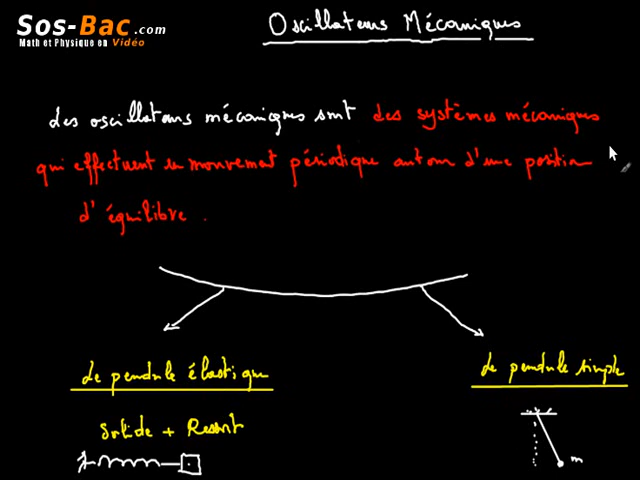 Sos-Bac.com
Math et Physique en Vidéo
Oscillateurs Mécaniques
Les oscillateurs mécaniques sont des systèmes mécaniques
qui effectuent un mouvement périodique autour d'une position
d'équilibre.
Le pendule élastique
Le pendule simple
Solide + Ressort
m